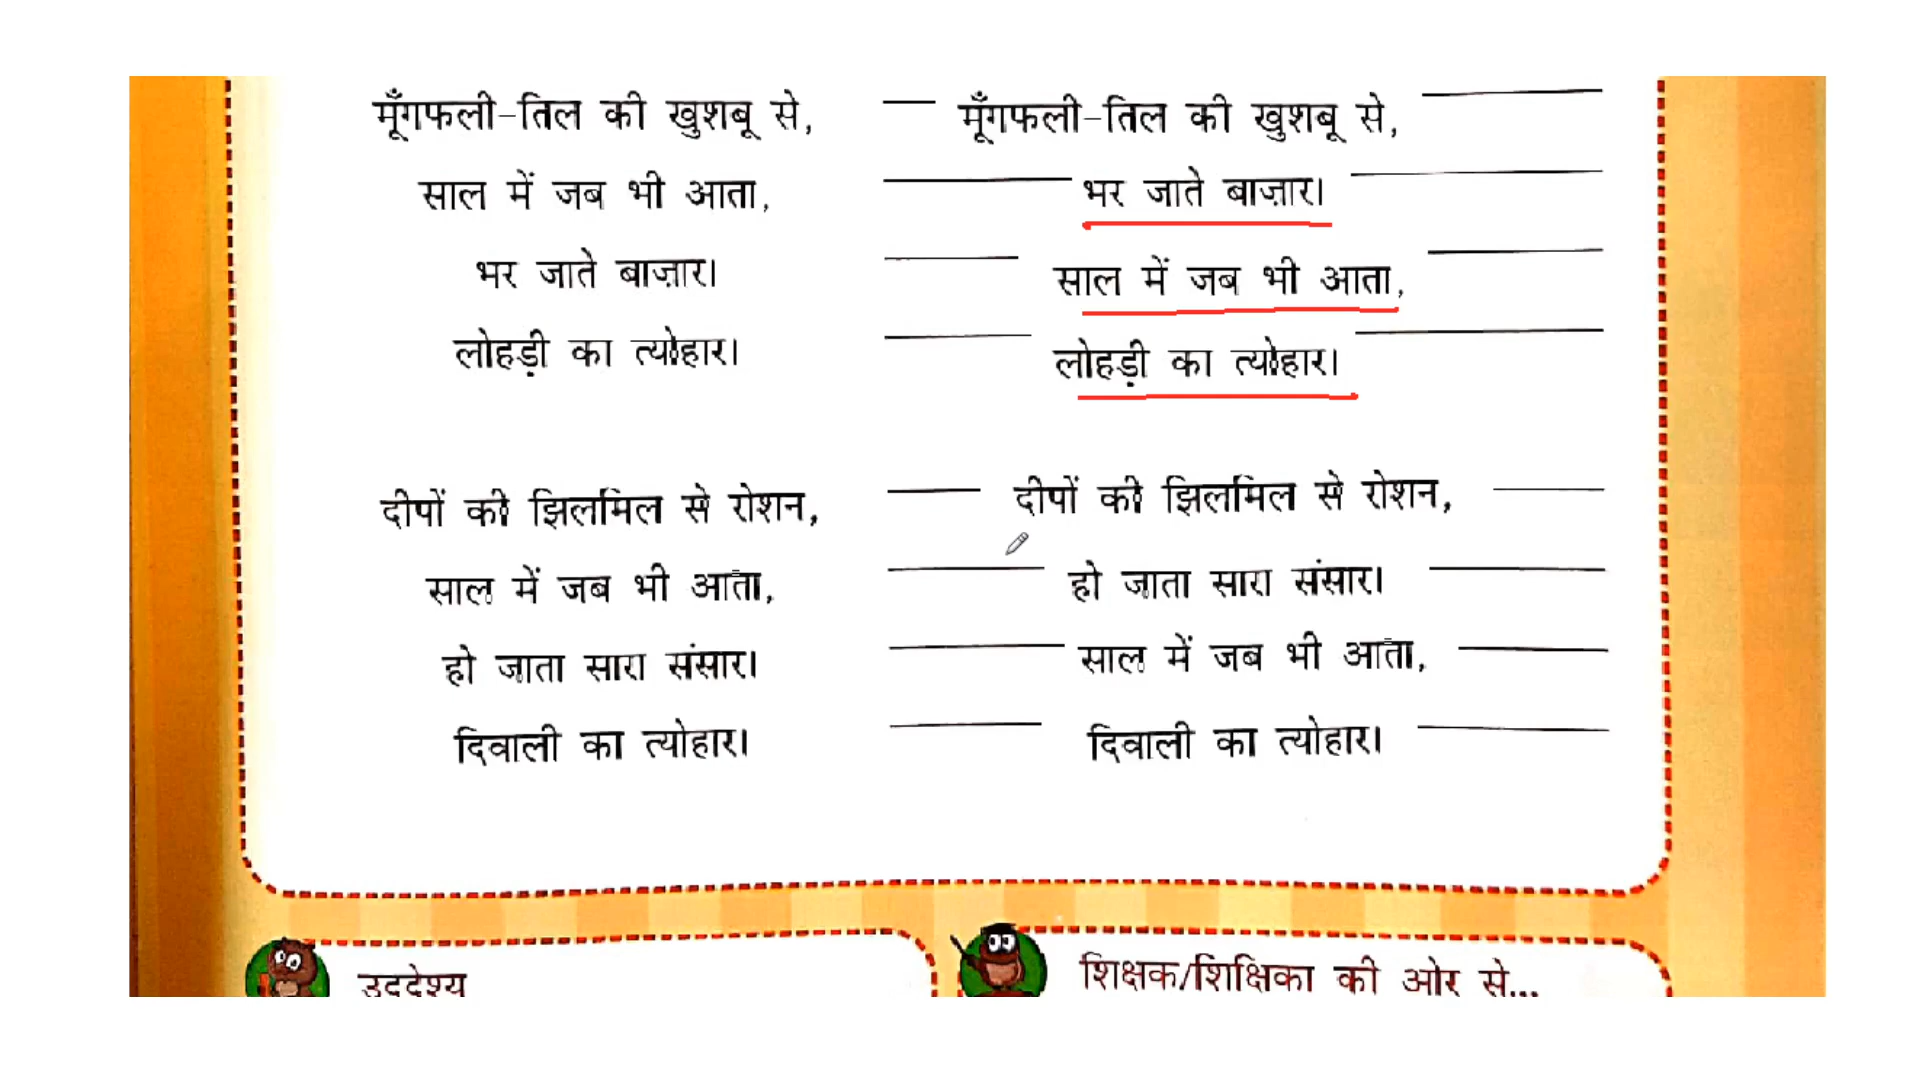 मूँगफली-तिल की खुशबू से,
साल में जब भी आता,
भर जाते बाज़ार।
लोहड़ी का त्योहार।
मूँगफली-तिल की खुशबू से,
भर जाते बाज़ार।
साल में जब भी आता,
लोहड़ी का त्योहार।
दीपों की झिलमिल से रोशन,
साल में जब भी आता,
हो जाता सारा संसार।
दिवाली का त्योहार।
दीपों की झिलमिल से रोशन,
हो जाता सारा संसार।
साल में जब भी आता,
दिवाली का त्योहार।
उद्देश्य
शिक्षक/शिक्षिका की ओर से...